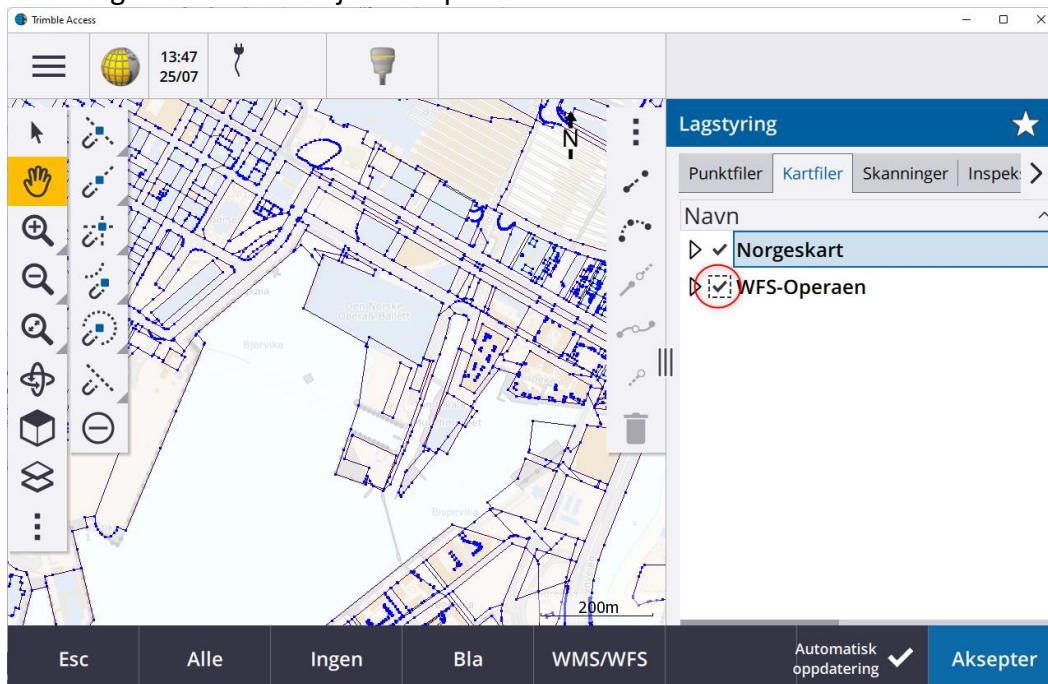 Trimble Access
13:47
25/07
N
Lagstyring
Punktfiler Kartfiler Skanninger Inspek
Navn
Norgeskart
WFS-Operaen
Den Norske
Opera & Ballett
Bjørvika
Bispevika
200m
Esc Alle Ingen Bla WMS/WFS Automatisk oppdatering Aksepter